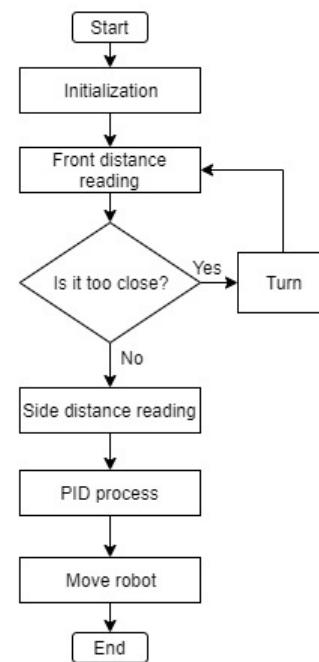 Start
Initialization
Front distance
reading
Is it too close?
Yes
Turn
No
Side distance reading
PID process
Move robot
End